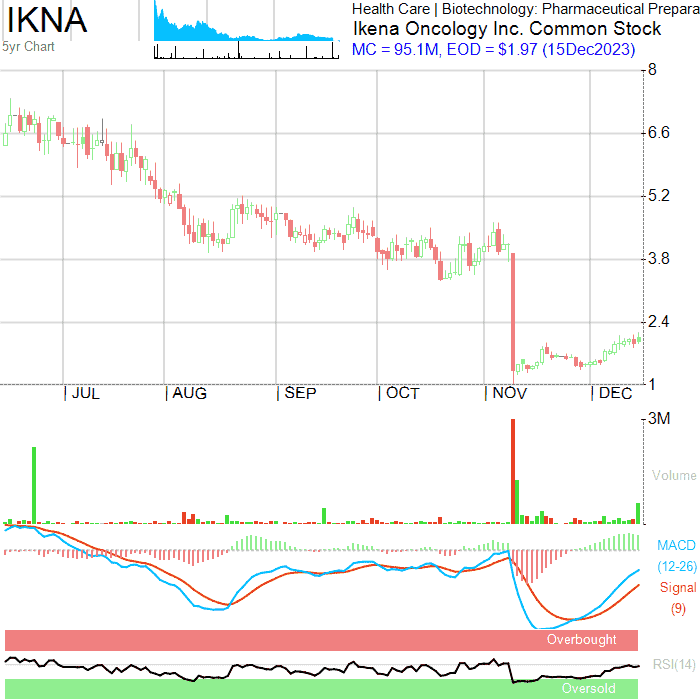 IKNA
5yr Chart
Health Care | Biotechnology: Pharmaceutical Prepara
Ikena Oncology Inc. Common Stock
MC = 95.1M, EOD = $1.97 (15Dec2023)
8
6.6
5.2
3.8
2.4
1
| JUL
| AUG
| SEP
| OCT
| NOV
| DEC
3M
Volume
MACD
(12-26)
Signal
(9)
Overbought
RSI(14)
Oversold